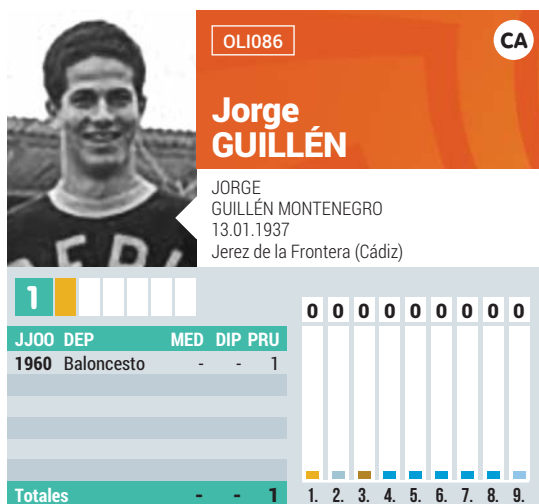 OLI086
CA
Jorge
GUILLÉN
JORGE
GUILLÉN MONTENEGRO
13.01.1937
Jerez de la Frontera (Cádiz)
1
0 0 0 0 0 0 0 0 0
JJOO DEP MED DIP PRU
1960 Baloncesto - - 1
Totales - - 1
1. 2. 3. 4. 5. 6. 7. 8. 9.